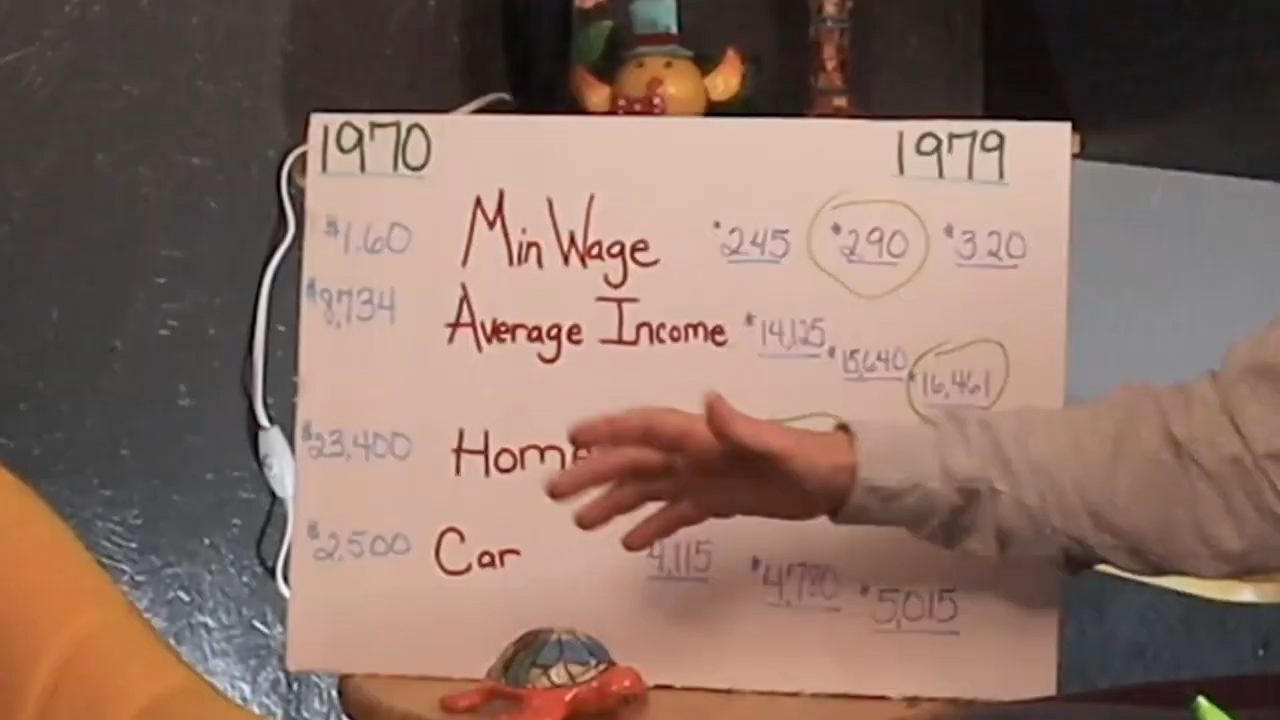 1970 1979
$1.60 Min Wage $2.45 $2.90 $3.20
$8,734 Average Income $14,125 $15,640 $16,461
$23,400 Home
$2,500 Car 4,115 $4,780 $5,015